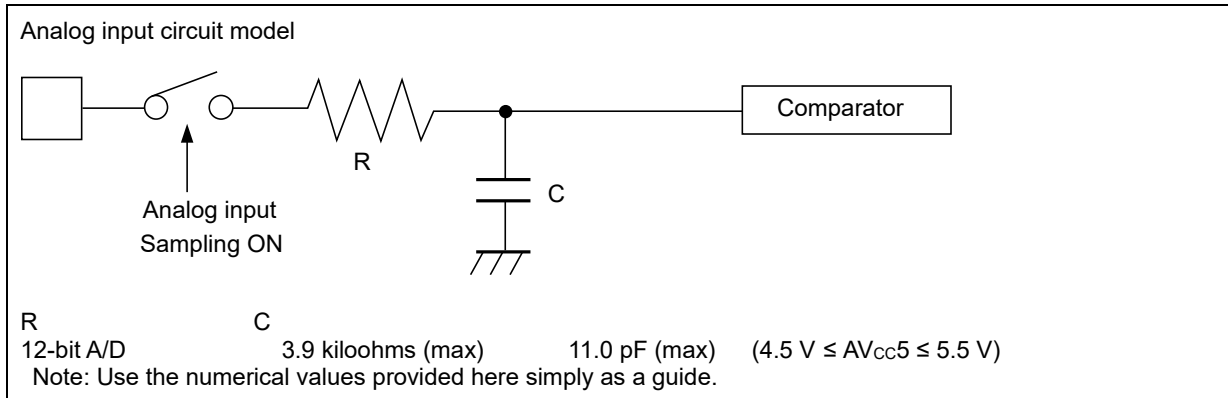 Analog input circuit model
Comparator
R
C
Analog input
Sampling ON
R C
12-bit A/D 3.9 kiloohms (max) 11.0 pF (max) (4.5 V ≤ AVCC5 ≤ 5.5 V)
Note: Use the numerical values provided here simply as a guide.